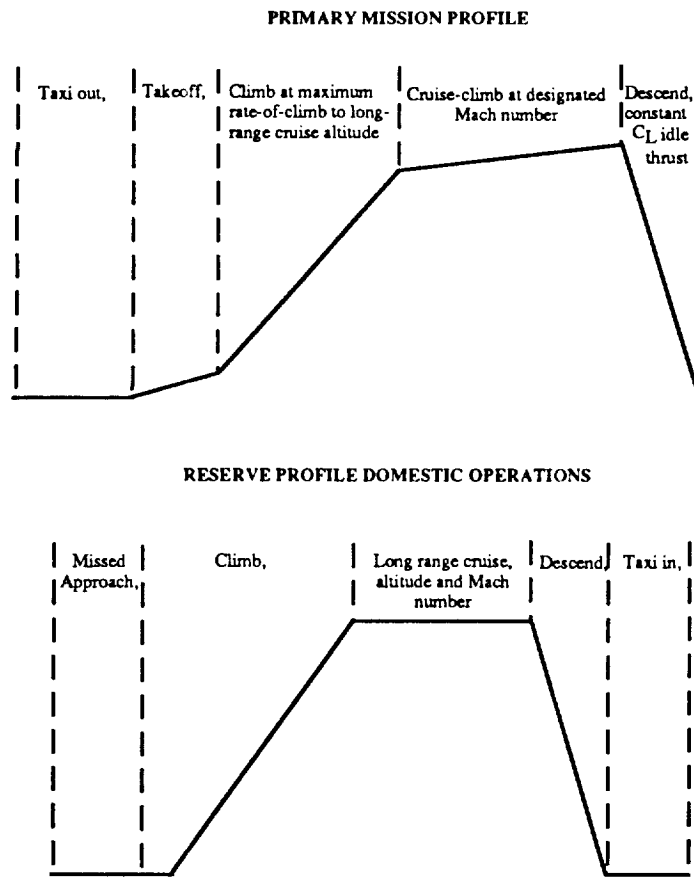 PRIMARY MISSION PROFILE
Taxi out,
Takeoff,
Climb at maximum
rate-of-climb to long-
range cruise altitude
Cruise-climb at designated
Mach number
Descend,
constant
CL idle
thrust
RESERVE PROFILE DOMESTIC OPERATIONS
Missed
Approach,
Climb,
Long range cruise,
altitude and Mach
number
Descend,
Taxi in,